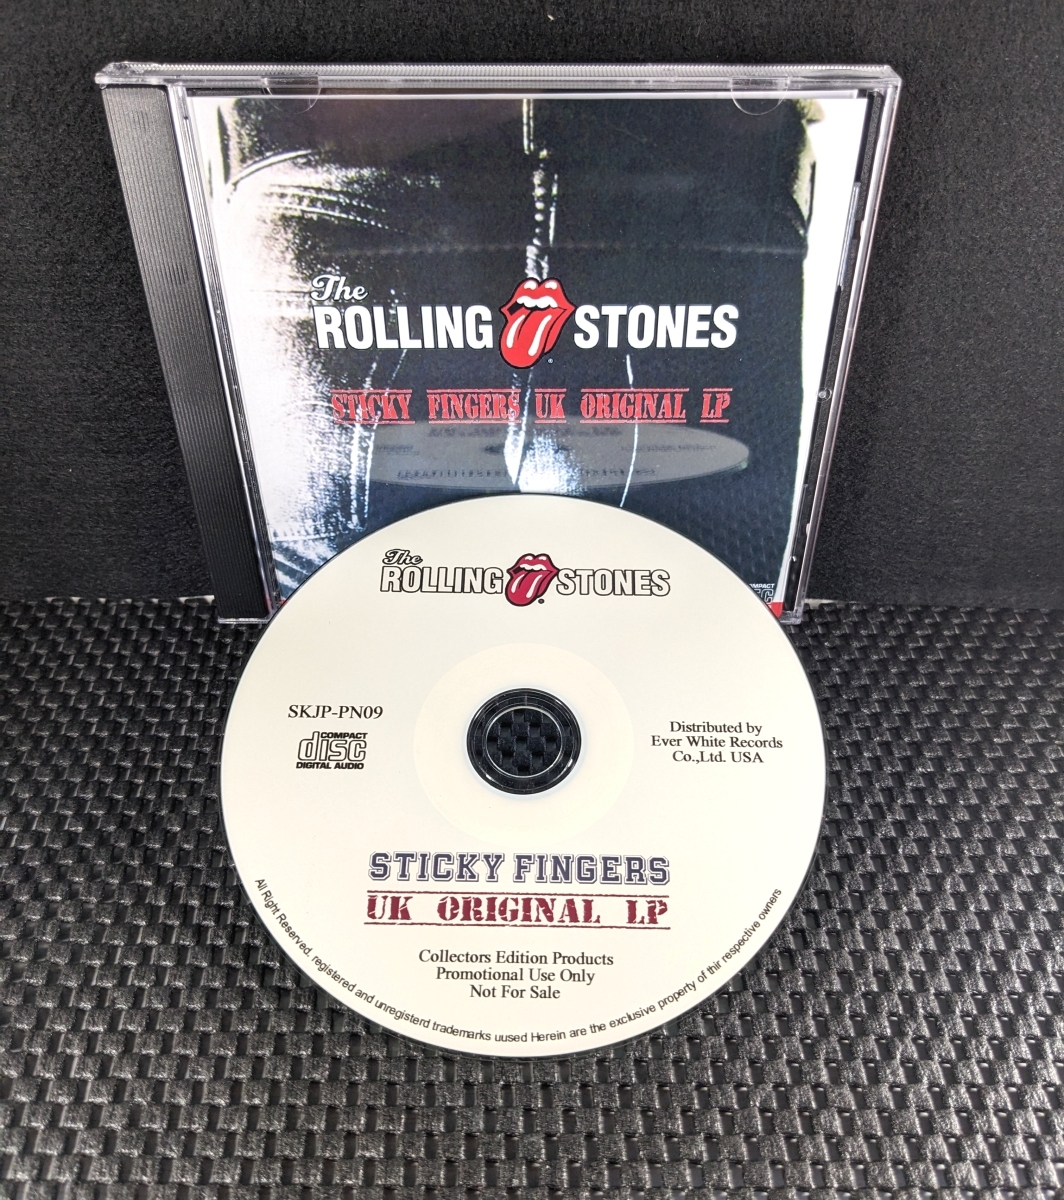 The
ROLLING STONES
STICKY FINGERS UK ORIGINAL LP
COMPACT
The
ROLLING STONES
SKJP-PN09
COMPACT
disc
DIGITAL AUDIO
Distributed by
Ever White Records
Co.,Ltd. USA
STICKY FINGERS
UK ORIGINAL LP
Collectors Edition Products
Promotional Use Only
Not For Sale
All Right Reserved. registered and unregisterd trademarks uused Herein are the exclusive property of thir respective owners